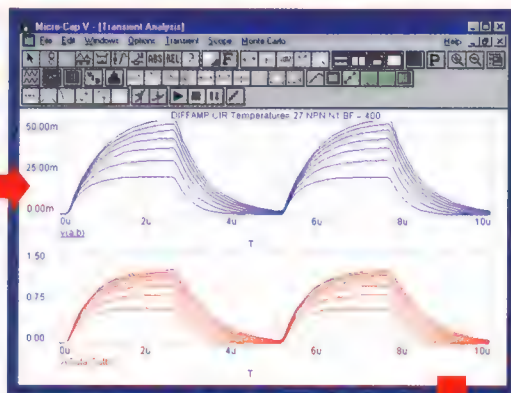 Micro-Cap V - [Transient Analysis]
File Edit Windows Options Transient Scope Monte Carlo Help
ABS REL
P
DIFFAMP.CIR Temperature= 27 NPN N1 BF = 400
50.00m
25.00m
0.00m
0u 2u 4u 6u 8u 10u
v(a,b)
T
1.50
0.75
0.00
0u 2u 4u 6u 8u 10u
T